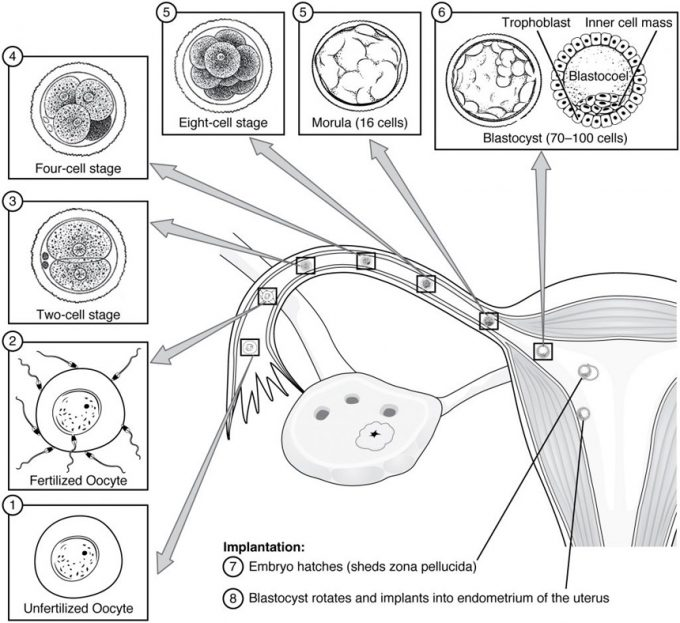 5
5
6
Trophoblast Inner cell mass
4
Blastocoel
Eight-cell stage
Morula (16 cells)
Blastocyst (70–100 cells)
Four-cell stage
3
Two-cell stage
2
Fertilized Oocyte
1
Unfertilized Oocyte
Implantation:
7 Embryo hatches (sheds zona pellucida)
8 Blastocyst rotates and implants into endometrium of the uterus